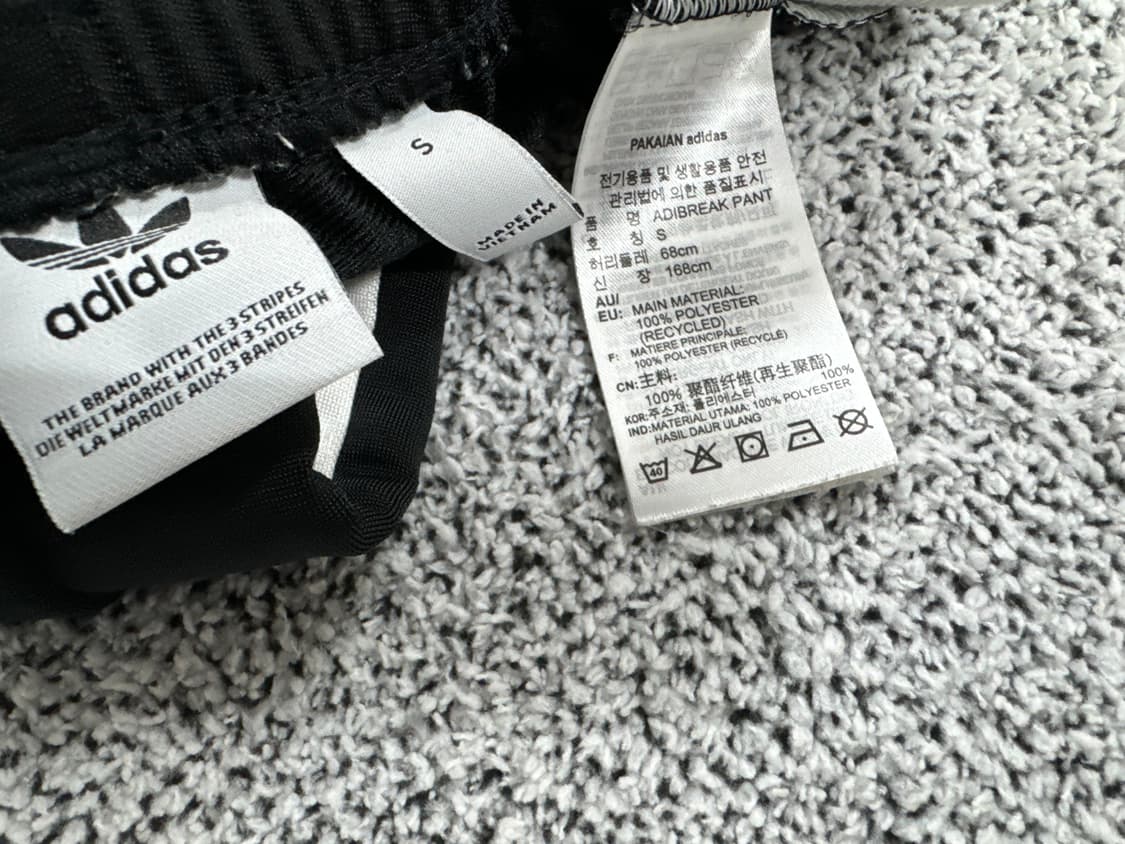 adidas
THE BRAND WITH THE 3 STRIPES
DIE WELTMARKE MIT DEN 3 STREIFEN
LA MARQUE AUX 3 BANDES
S
MADE IN
VIETNAM
PAKAIAN adidas
전기용품 및 생활용품 안전
관리법에 의한 품질표시
품 명 ADIBREAK PANT
호 칭 S
허리둘레 68cm
신 장 168cm
AU/
EU: MAIN MATERIAL:
100% POLYESTER
(RECYCLED)
F: MATIERE PRINCIPALE:
100% POLYESTER (RECYCLÉ)
CN:主料:
100% 聚酯纤维(再生聚酯)
KOR:주소재: 폴리에스터 100%
IND:MATERIAL UTAMA: 100% POLYESTER
HASIL DAUR ULANG
40